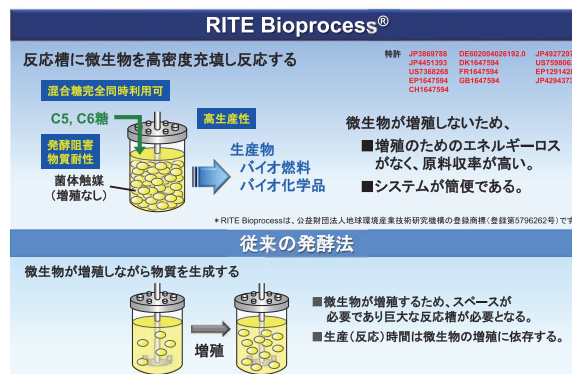 RITE Bioprocess®
反応槽に微生物を高密度充填し反応する
特許 JP3869788 DE602004026192.0 JP4927297
JP4451393 DK1647594
US7368268 FR1647594
EP1647594 GB1647594 JP4294373
CH1647594
混合糖完全同時利用可
C5, C6糖
高生産性
発酵阻害
物質耐性
菌体触媒
(増殖なし)
生産物
バイオ燃料
バイオ化学品
微生物が増殖しないため、
■増殖のためのエネルギーロス
がなく、原料収率が高い。
■システムが簡便である。
*RITE Bioprocessは、公益財団法人地球環境産業技術研究機構の登録商標(登録第5796262号)です
従来の発酵法
微生物が増殖しながら物質を生成する
増殖
■微生物が増殖するため、スペースが
必要であり巨大な反応槽が必要となる。
■生産(反応)時間は微生物の増殖に依存する。